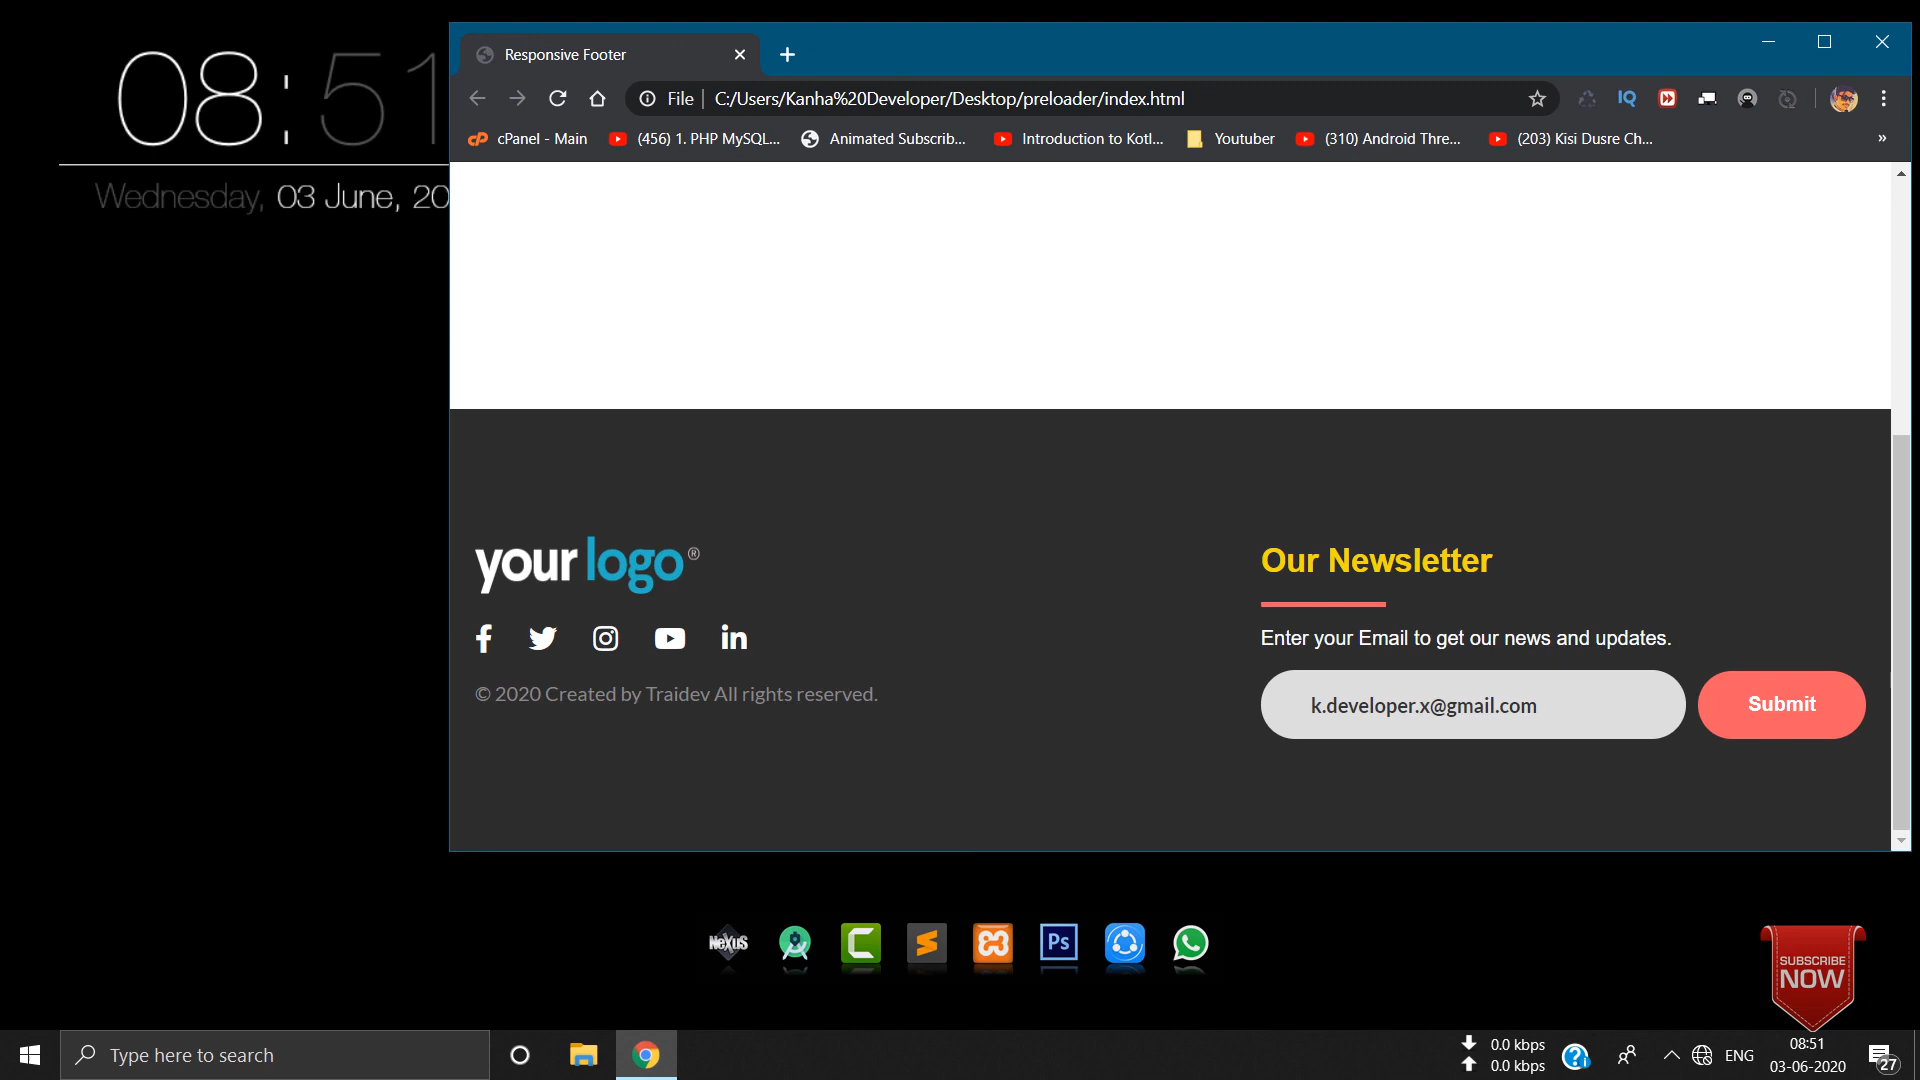 08:51
Wednesday, 03 June, 20
Responsive Footer
File
C:/Users/Kanha%20Developer/Desktop/preloader/index.html
IQ
cPanel - Main
(456) 1. PHP MySQL...
Animated Subscrib...
Introduction to Kotl...
Youtuber
(310) Android Thre...
(203) Kisi Dusre Ch...
»
your logo ®
© 2020 Created by Traidev All rights reserved.
Our Newsletter
Enter your Email to get our news and updates.
k.developer.x@gmail.com
Submit
NeXuS
Ps
SUBSCRIBE
NOW
Type here to search
0.0 kbps
0.0 kbps
ENG
08:51
03-06-2020
27